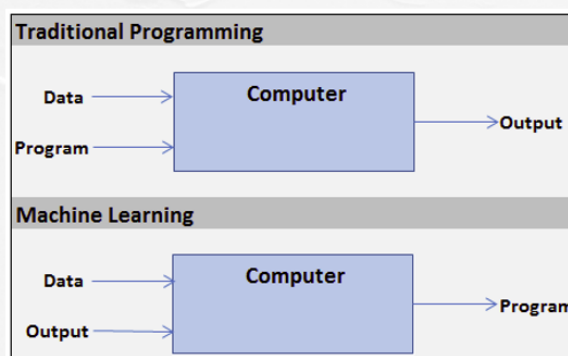 Traditional Programming
Computer
Data
Output
Program
Machine Learning
Computer
Data
Program
Output